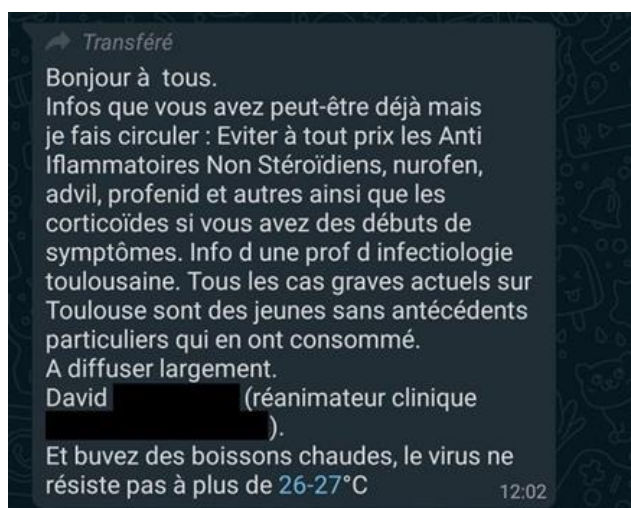 Transféré
Bonjour à tous.
Infos que vous avez peut-être déjà mais
je fais circuler : Eviter à tout prix les Anti
Iflammatoires Non Stéroïdiens, nurofen,
advil, profenid et autres ainsi que les
corticoïdes si vous avez des débuts de
symptômes. Info d une prof d infectiologie
toulousaine. Tous les cas graves actuels sur
Toulouse sont des jeunes sans antécédents
particuliers qui en ont consommé.
A diffuser largement.
David (réanimateur clinique
).
Et buvez des boissons chaudes, le virus ne
résiste pas à plus de 26-27°C
12:02